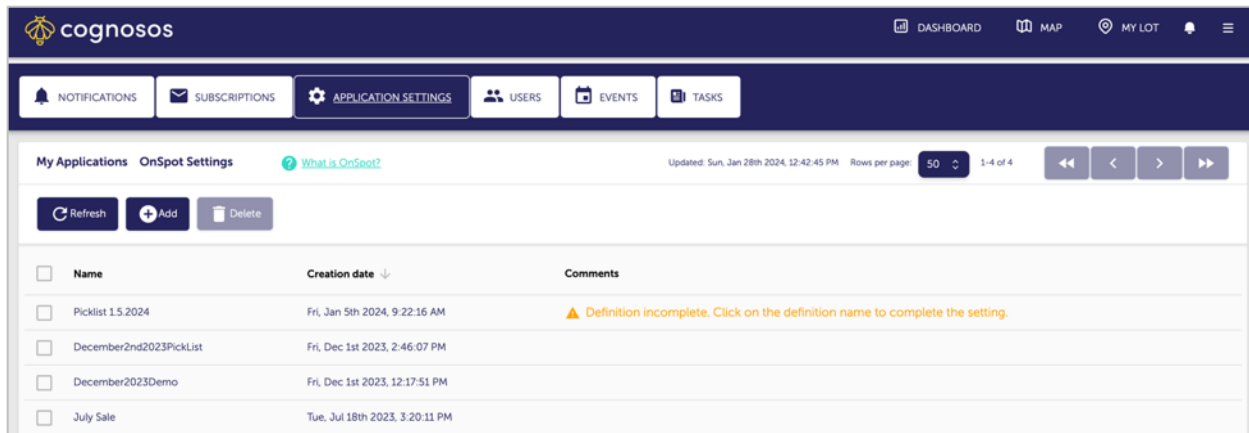 cognosos
DASHBOARD MAP MY LOT
NOTIFICATIONS SUBSCRIPTIONS APPLICATION SETTINGS USERS EVENTS TASKS
My Applications OnSpot Settings ? What is OnSpot? Updated: Sun, Jan 28th 2024, 12:42:45 PM Rows per page: 50 1-4 of 4
Refresh Add Delete
Name Creation date Comments
Picklist 1.5.2024 Fri, Jan 5th 2024, 9:22:16 AM Definition incomplete. Click on the definition name to complete the setting.
December2nd2023PickList Fri, Dec 1st 2023, 2:46:07 PM
December2023Demo Fri, Dec 1st 2023, 12:17:51 PM
July Sale Tue, Jul 18th 2023, 3:20:11 PM